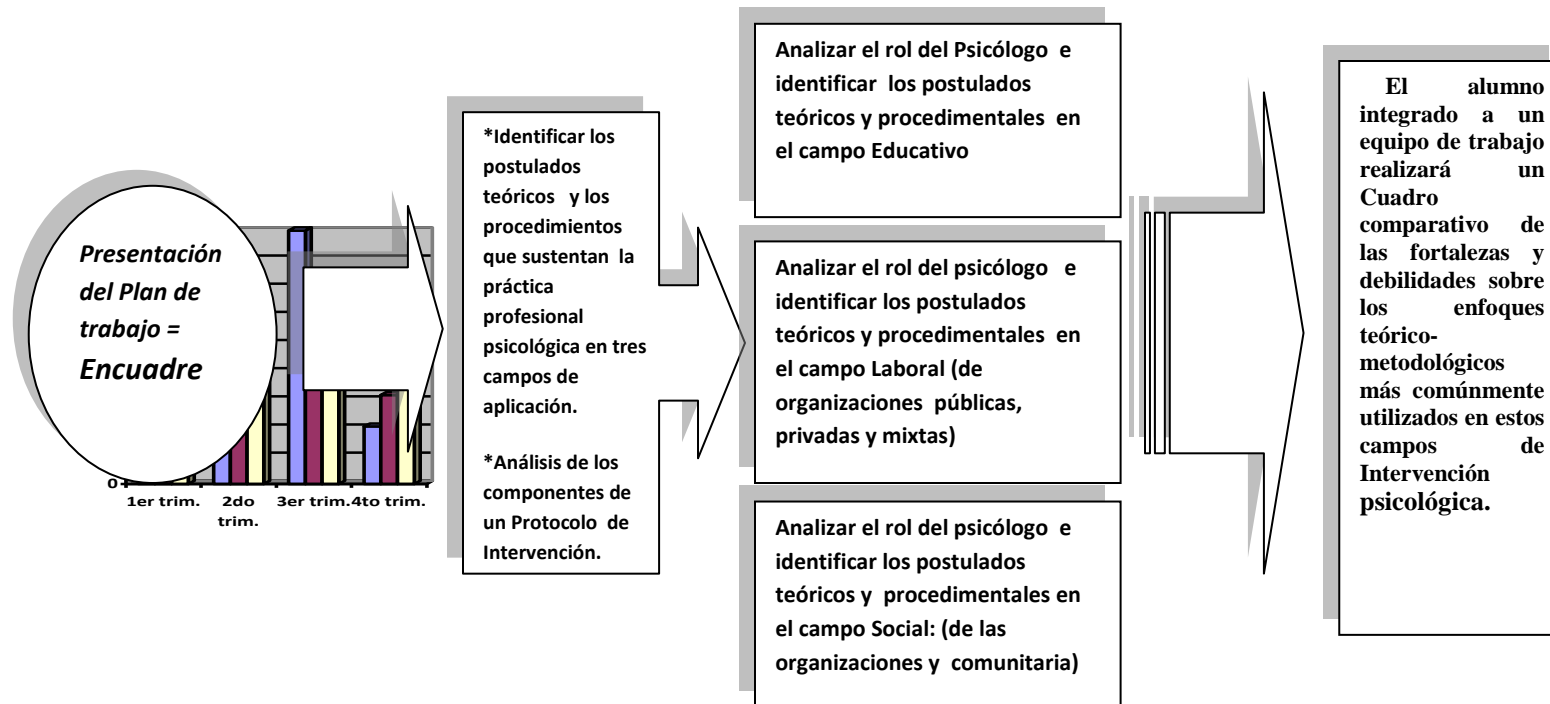 Presentación
del Plan de
trabajo =
Encuadre
0
1er trim.
2do
trim.
3er trim.
4to trim.
*Identificar los
postulados
teóricos y los
procedimientos
que sustentan la
práctica
profesional
psicológica en tres
campos de
aplicación.
*Análisis de los
componentes de
un Protocolo de
Intervención.
Analizar el rol del Psicólogo e
identificar los postulados
teóricos y procedimentales en
el campo Educativo
Analizar el rol del psicólogo e
identificar los postulados
teóricos y procedimentales en
el campo Laboral (de
organizaciones públicas,
privadas y mixtas)
Analizar el rol del psicólogo e
identificar los postulados
teóricos y procedimentales en
el campo Social: (de las
organizaciones y comunitaria)
El alumno
integrado a un
equipo de trabajo
realizará un
Cuadro
comparativo de
las fortalezas y
debilidades sobre
los enfoques
teórico-
metodológicos
más comúnmente
utilizados en estos
campos de
Intervención
psicológica.